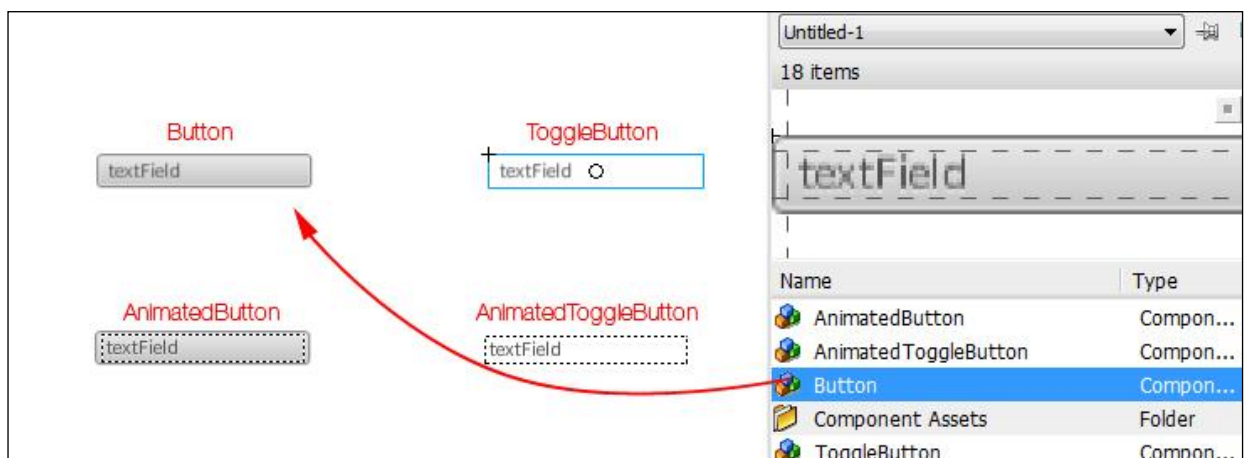 Untitled-1
18 items
Button
ToggleButton
textField
textField
textField
AnimatedButton
AnimatedToggleButton
textField
textField
Name Type
AnimatedButton Compon...
AnimatedToggleButton Compon...
Button Compon...
Component Assets Folder
ToggleButton Compon...